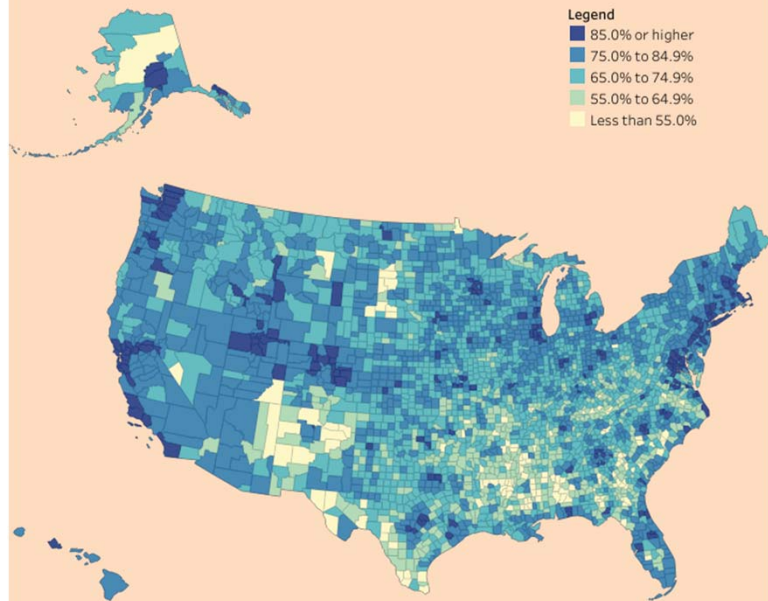 Legend
85.0% or higher
75.0% to 84.9%
65.0% to 74.9%
55.0% to 64.9%
Less than 55.0%